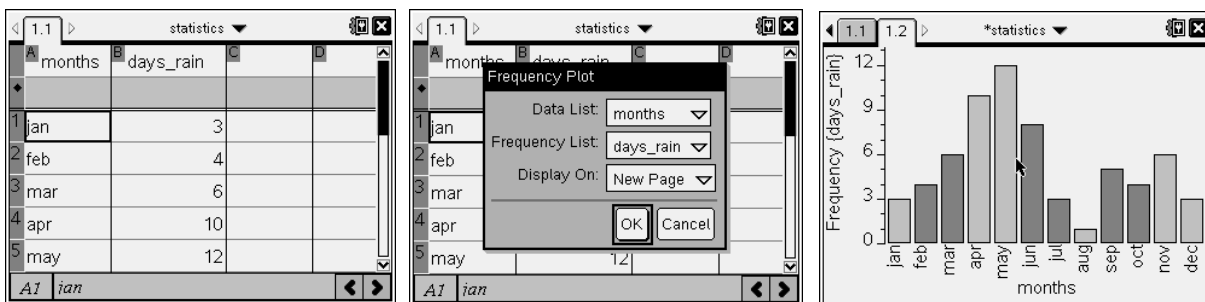 1.1 statistics
A months B days_rain C D
1 jan 3
2 feb 4
3 mar 6
4 apr 10
5 may 12
A1 jan
1.1 statistics
A months B days_rain C D
Frequency Plot
Data List: months
Frequency List: days_rain
Display On: New Page
OK Cancel
1 jan
2 feb
3 mar
4 apr
5 may 12
A1 jan
1.1 1.2 *statistics
Frequency {days_rain}
12
9
6
3
0
jan feb mar apr may jun jul aug sep oct nov dec
months